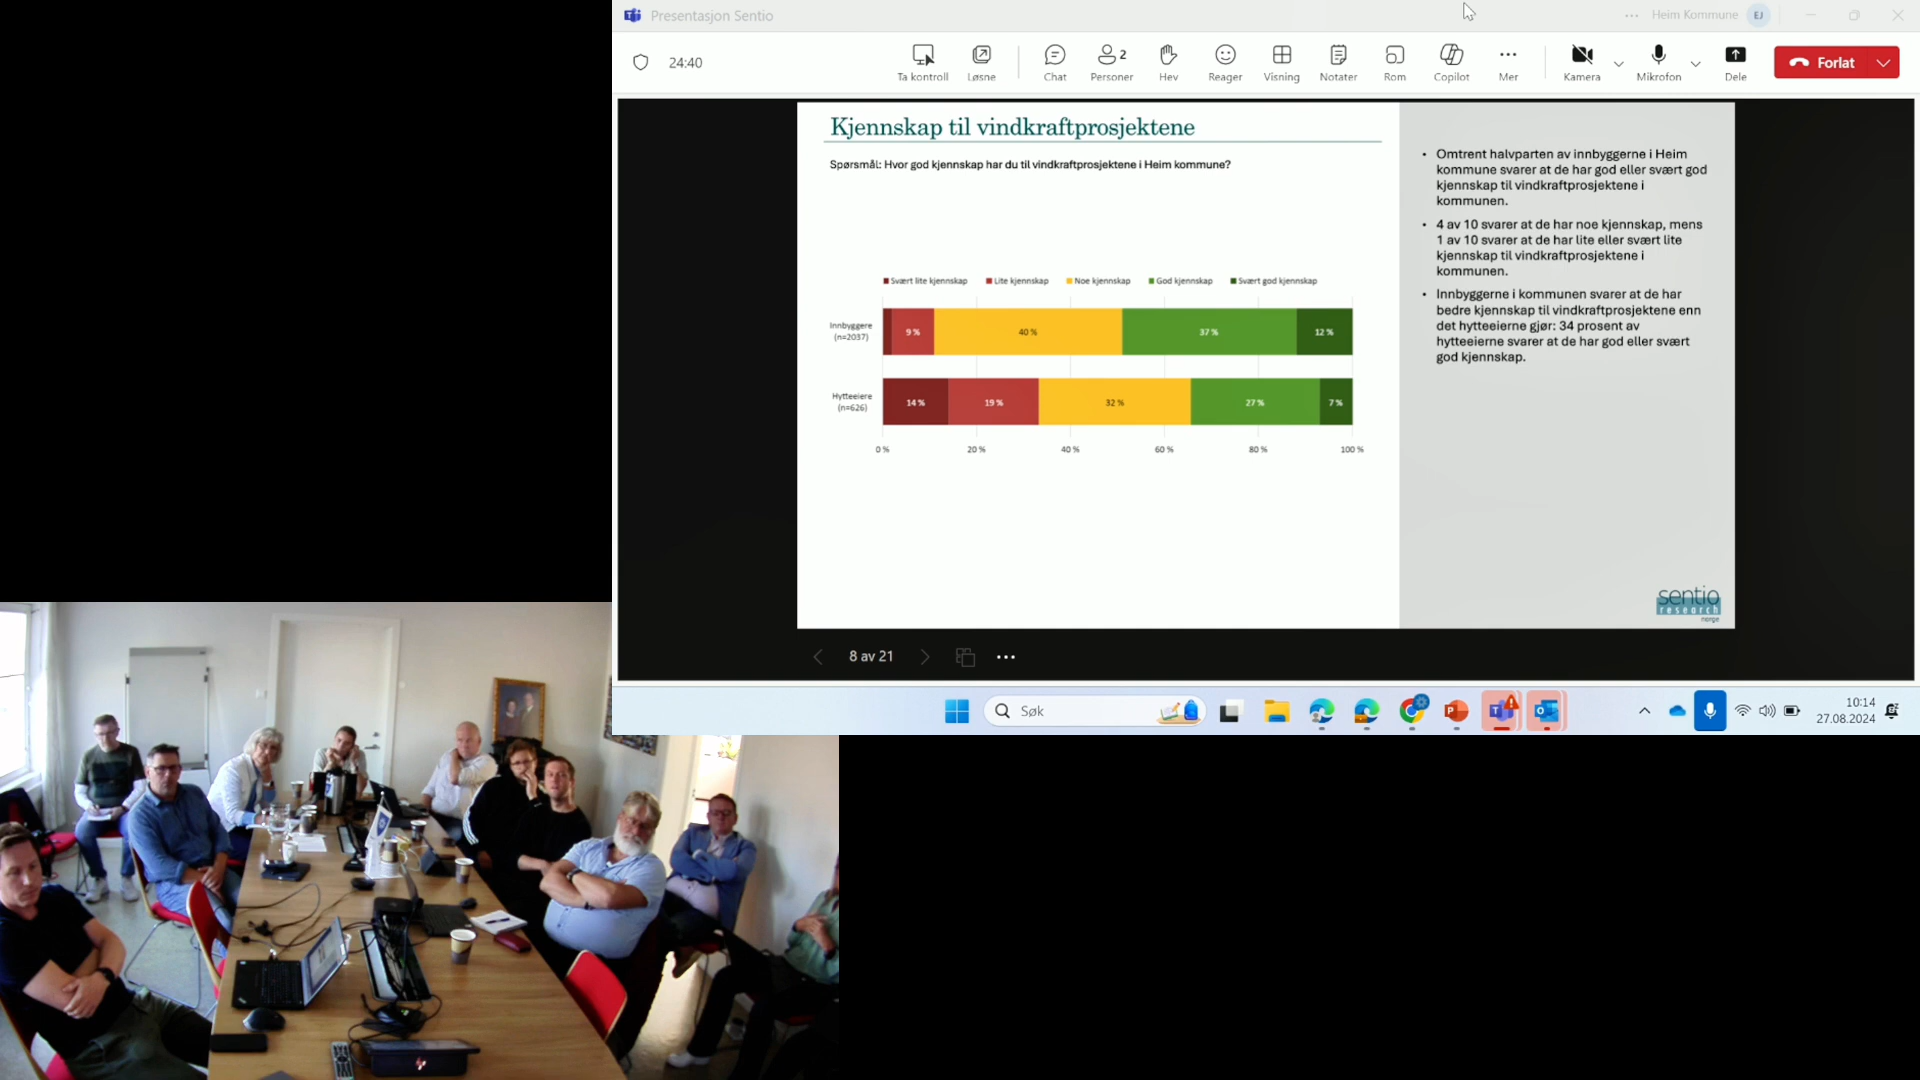 Presentasjon Sentio
Heim Kommune EJ
24:40
Ta kontroll
Løsne
Chat
2
Personer
Hev
Reager
Visning
Notater
Rom
Copilot
Mer
Kamera
Mikrofon
Dele
Forlat
Kjennskap til vindkraftprosjektene
Spørsmål: Hvor god kjennskap har du til vindkraftprosjektene i Heim kommune?
Svært lite kjennskap Lite kjennskap Noe kjennskap God kjennskap Svært god kjennskap
Innbyggere
(n=2037)
9 % 40 % 37 % 12 %
Hytteeiere
(n=626)
14 % 19 % 32 % 27 % 7 %
0 % 20 % 40 % 60 % 80 % 100 %
• Omtrent halvparten av innbyggerne i Heim
kommune svarer at de har god eller svært god
kjennskap til vindkraftprosjektene i
kommunen.
• 4 av 10 svarer at de har noe kjennskap, mens
1 av 10 svarer at de har lite eller svært lite
kjennskap til vindkraftprosjektene i
kommunen.
• Innbyggerne i kommunen svarer at de har
bedre kjennskap til vindkraftprosjektene enn
det hytteeierne gjør: 34 prosent av
hytteeierne svarer at de har god eller svært
god kjennskap.
sentio
research
norge
8 av 21
Søk
10:14
27.08.2024